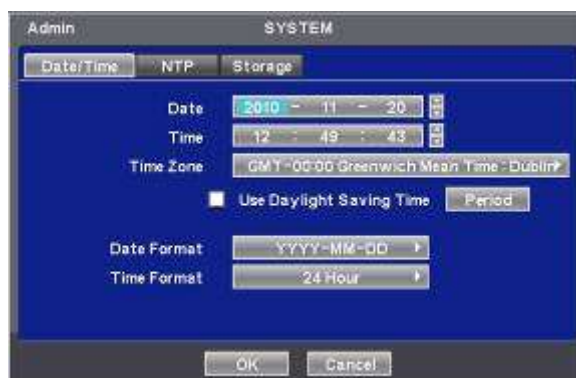 Admin SYSTEM
Date/Time NTP Storage
Date 2010 - 11 - 20
Time 12 : 49 : 43
Time Zone GMT-00:00 Greenwich Mean Time : Dublin
Use Daylight Saving Time Period
Date Format YYYY-MM-DD
Time Format 24 Hour
OK Cancel